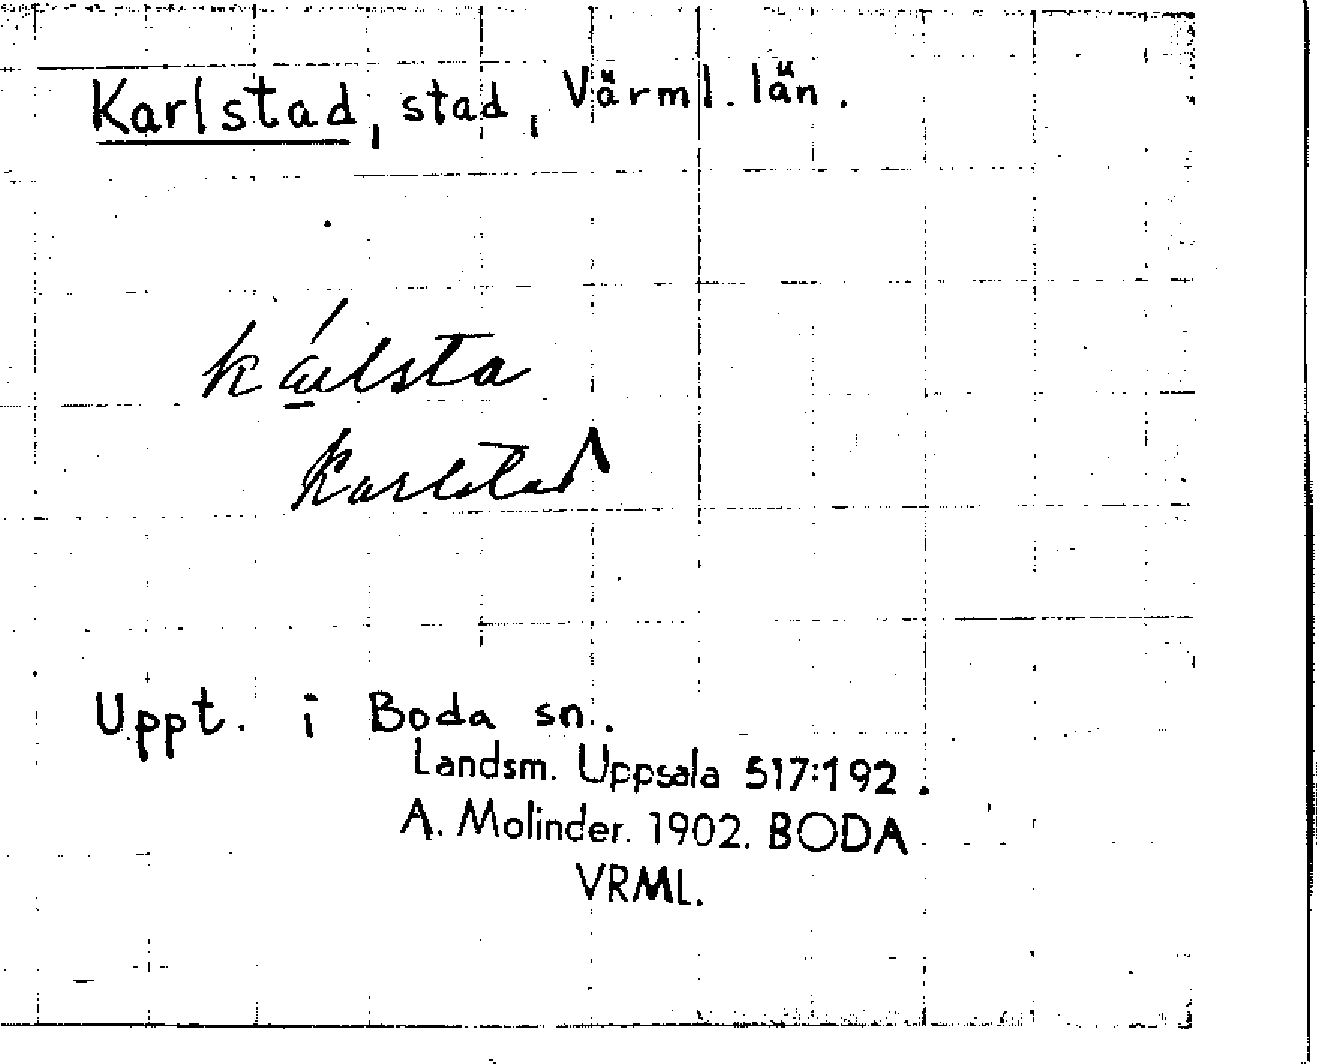 Karlstad, stad, Värml. län.
kálsta
Karlstad
Uppt. i Boda sn.
Landsm. Uppsala 517:192.
A. Molinder. 1902. BODA
VRML.